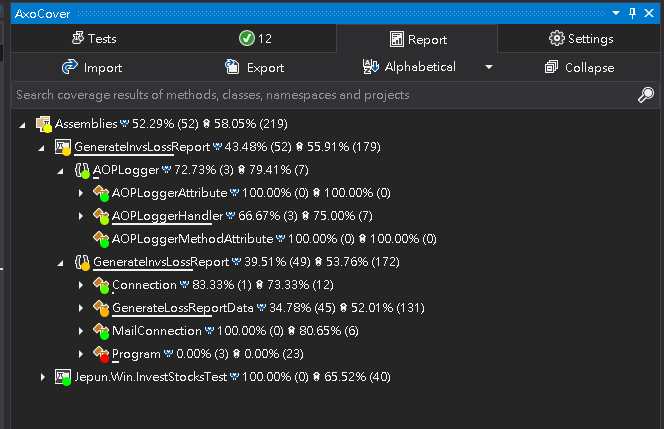 AxoCover
Tests 12 Report Settings
Import Export Alphabetical Collapse
Search coverage results of methods, classes, namespaces and projects
Assemblies 52.29% (52) 58.05% (219)
GenerateInvsLossReport 43.48% (52) 55.91% (179)
AOPLogger 72.73% (3) 79.41% (7)
AOPLoggerAttribute 100.00% (0) 100.00% (0)
AOPLoggerHandler 66.67% (3) 75.00% (7)
AOPLoggerMethodAttribute 100.00% (0) 100.00% (0)
GenerateInvsLossReport 39.51% (49) 53.76% (172)
Connection 83.33% (1) 73.33% (12)
GenerateLossReportData 34.78% (45) 52.01% (131)
MailConnection 100.00% (0) 80.65% (6)
Program 0.00% (3) 0.00% (23)
Jepun.Win.InvestStocksTest 100.00% (0) 65.52% (40)